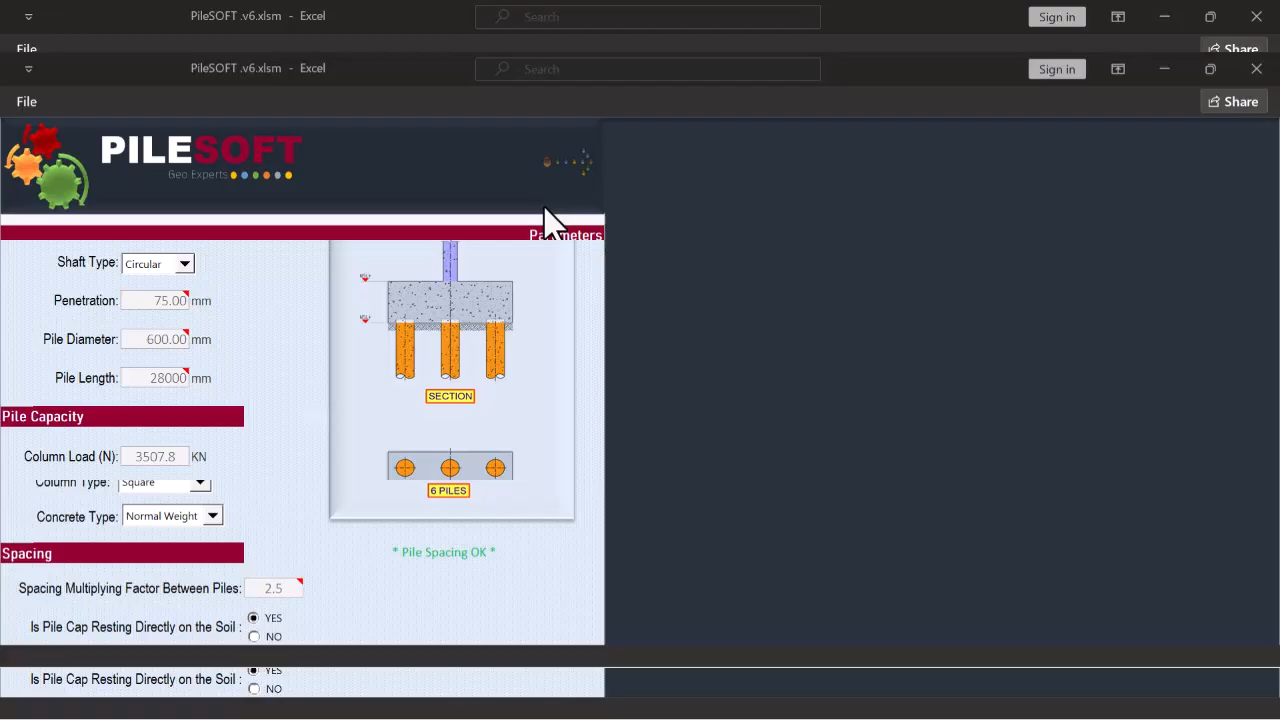 PileSOFT .v6.xlsm - Excel
Search
Sign in
File
Share
PileSOFT .v6.xlsm - Excel
Search
Sign in
File
Share
PILESOFT
Geo Experts
Parameters
Shaft Type: Circular
Penetration: 75.00 mm
Pile Diameter: 600.00 mm
Pile Length: 28000 mm
SECTION
Pile Capacity
Column Load (N): 3507.8 KN
Column Type: Square
6 PILES
Concrete Type: Normal Weight
Spacing
* Pile Spacing OK *
Spacing Multiplying Factor Between Piles: 2.5
Is Pile Cap Resting Directly on the Soil : YES
NO
Is Pile Cap Resting Directly on the Soil : YES
NO